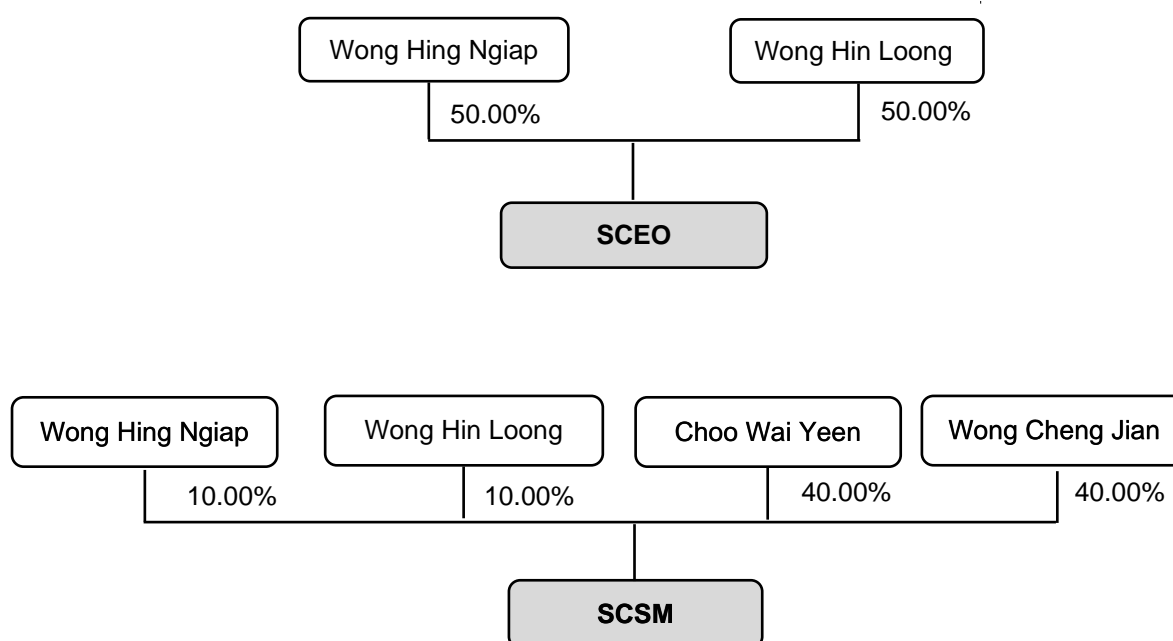 Wong Hing Ngiap
Wong Hin Loong
50.00%
50.00%
SCEO
Wong Hing Ngiap
Wong Hin Loong
Choo Wai Yeen
Wong Cheng Jian
10.00%
10.00%
40.00%
40.00%
SCSM